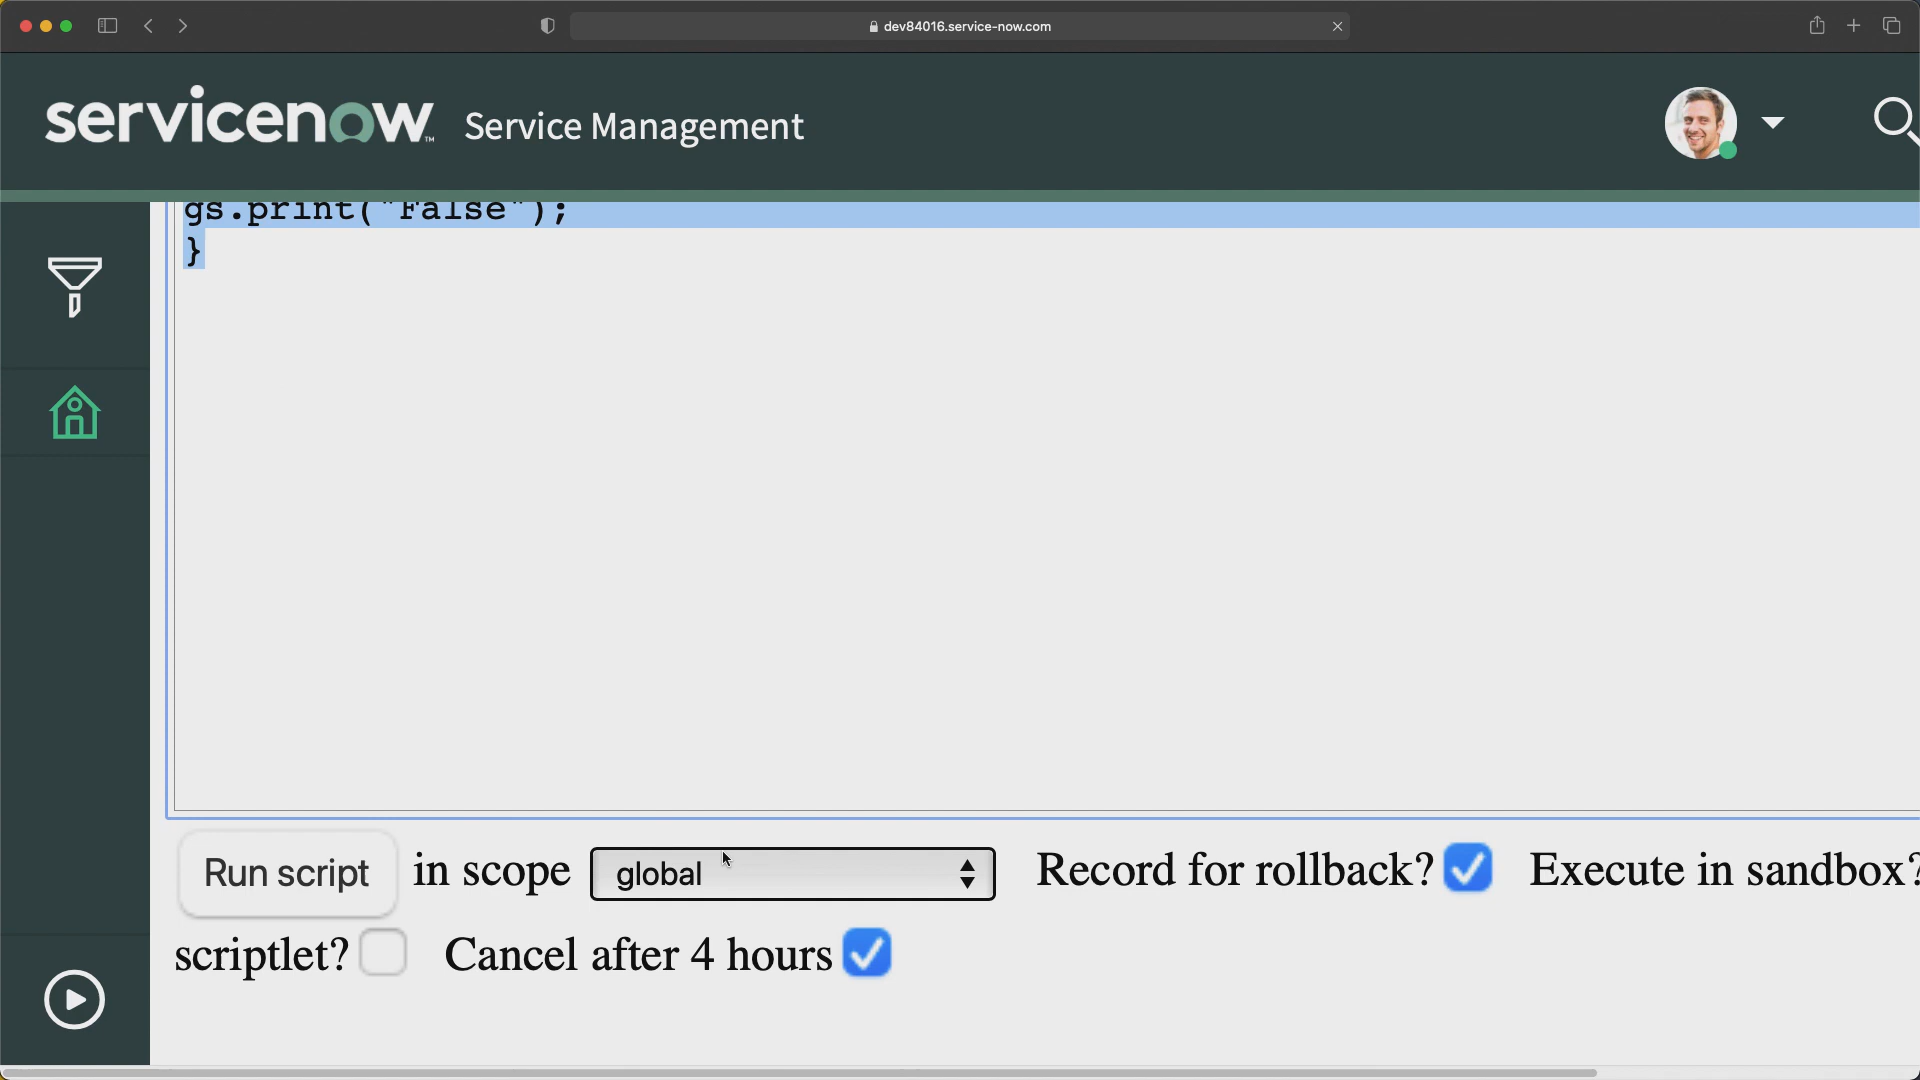 dev84016.service-now.com
servicenow™ Service Management
gs.print("False");
}
Run script in scope global Record for rollback? Execute in sandbox?
scriptlet? Cancel after 4 hours